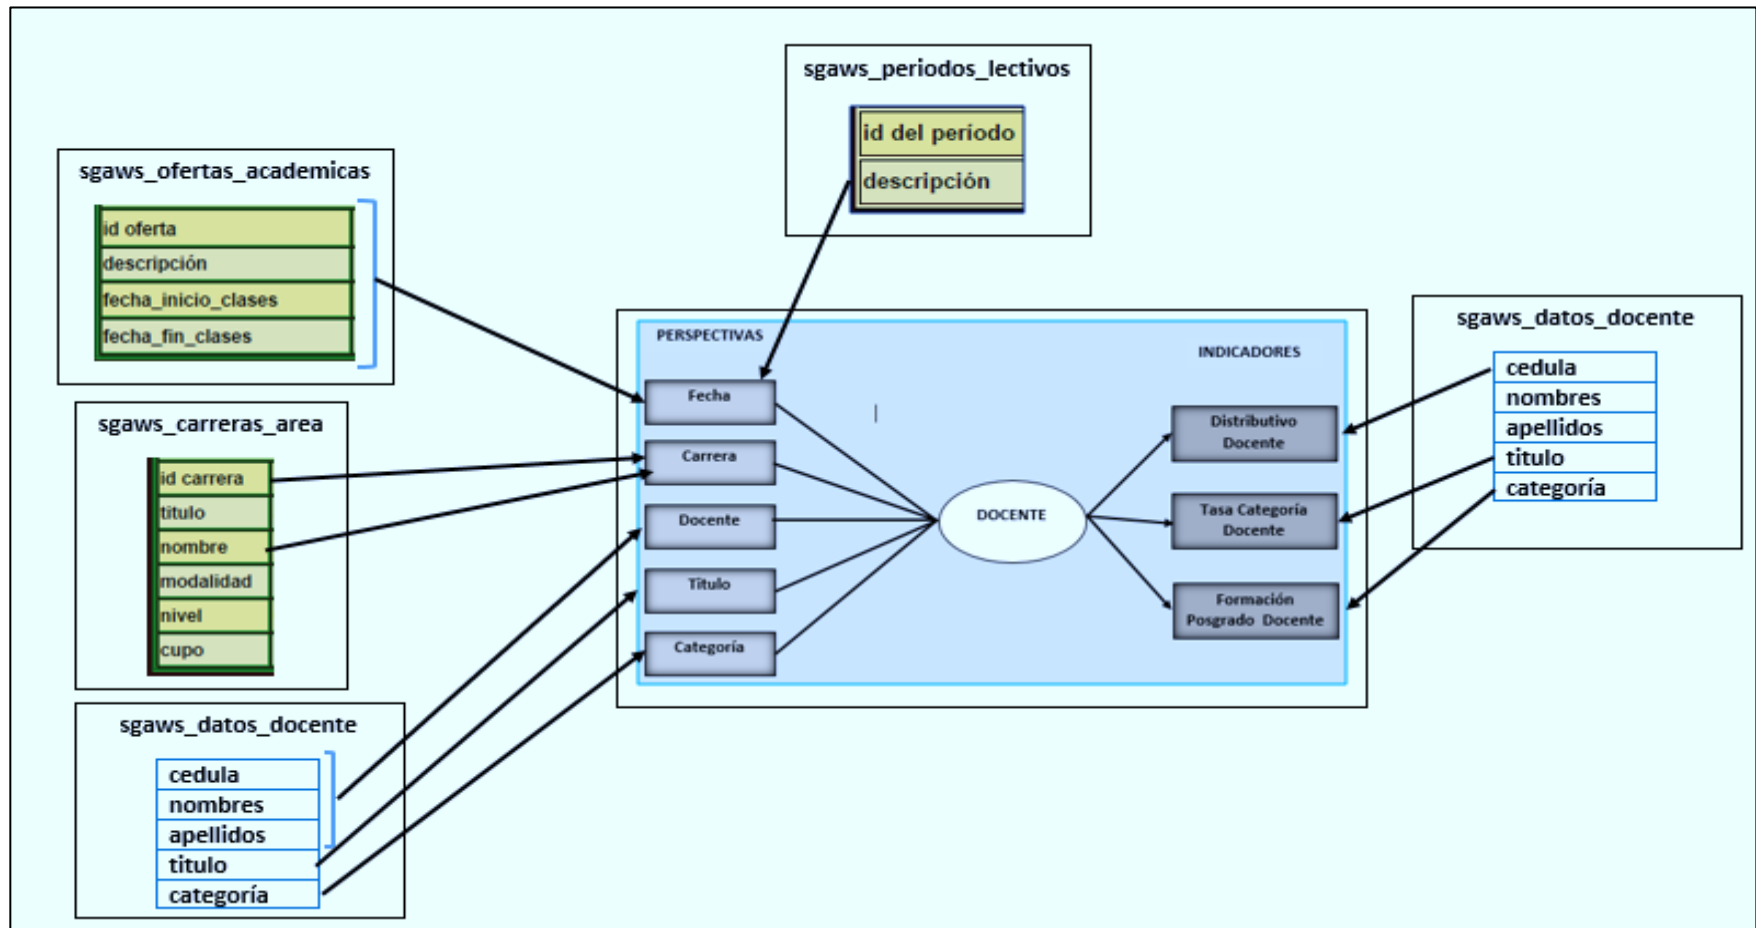 sgaws_periodos_lectivos
id del período
descripción
sgaws_ofertas_academicas
id oferta
descripción
fecha_inicio_clases
fecha_fin_clases
sgaws_carreras_area
id carrera
titulo
nombre
modalidad
nivel
cupo
sgaws_datos_docente
cedula
nombres
apellidos
titulo
categoría
PERSPECTIVAS
Fecha
Carrera
Docente
Título
Categoría
DOCENTE
INDICADORES
Distributivo
Docente
Tasa Categoría
Docente
Formación
Posgrado Docente
sgaws_datos_docente
cedula
nombres
apellidos
titulo
categoría